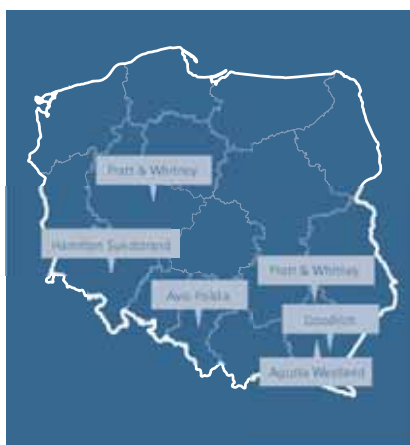 Pratt & Whitney
Hamilton Sundstrand
Pratt & Whitney
Avio Polska
Goodrich
Agusta Westland